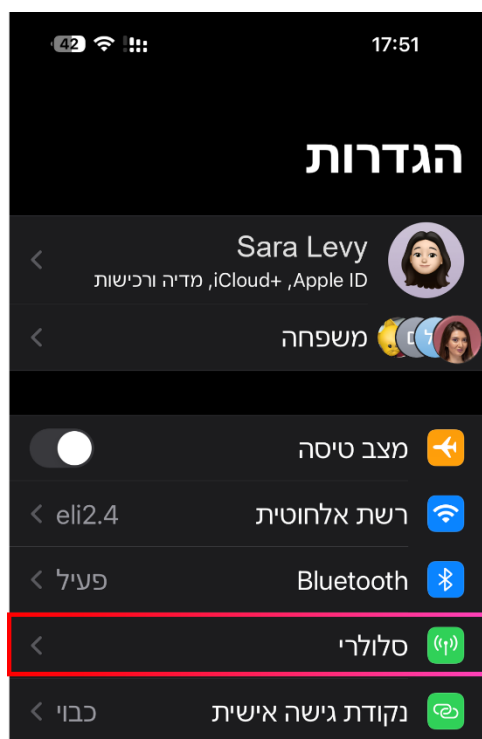 17:51
42
הגדרות
Sara Levy
Apple ID, ‏iCloud+, מדיה ורכישות
משפחה
ל
ם
מצב טיסה
רשת אלחוטית
eli2.4
Bluetooth
פעיל
סלולרי
נקודת גישה אישית
כבוי